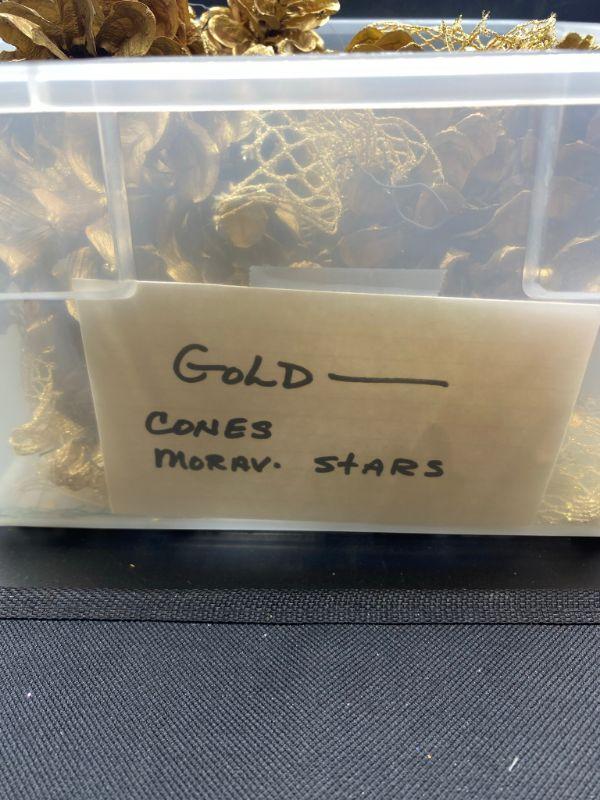 GOLD —
CONES
MORAV. STARS